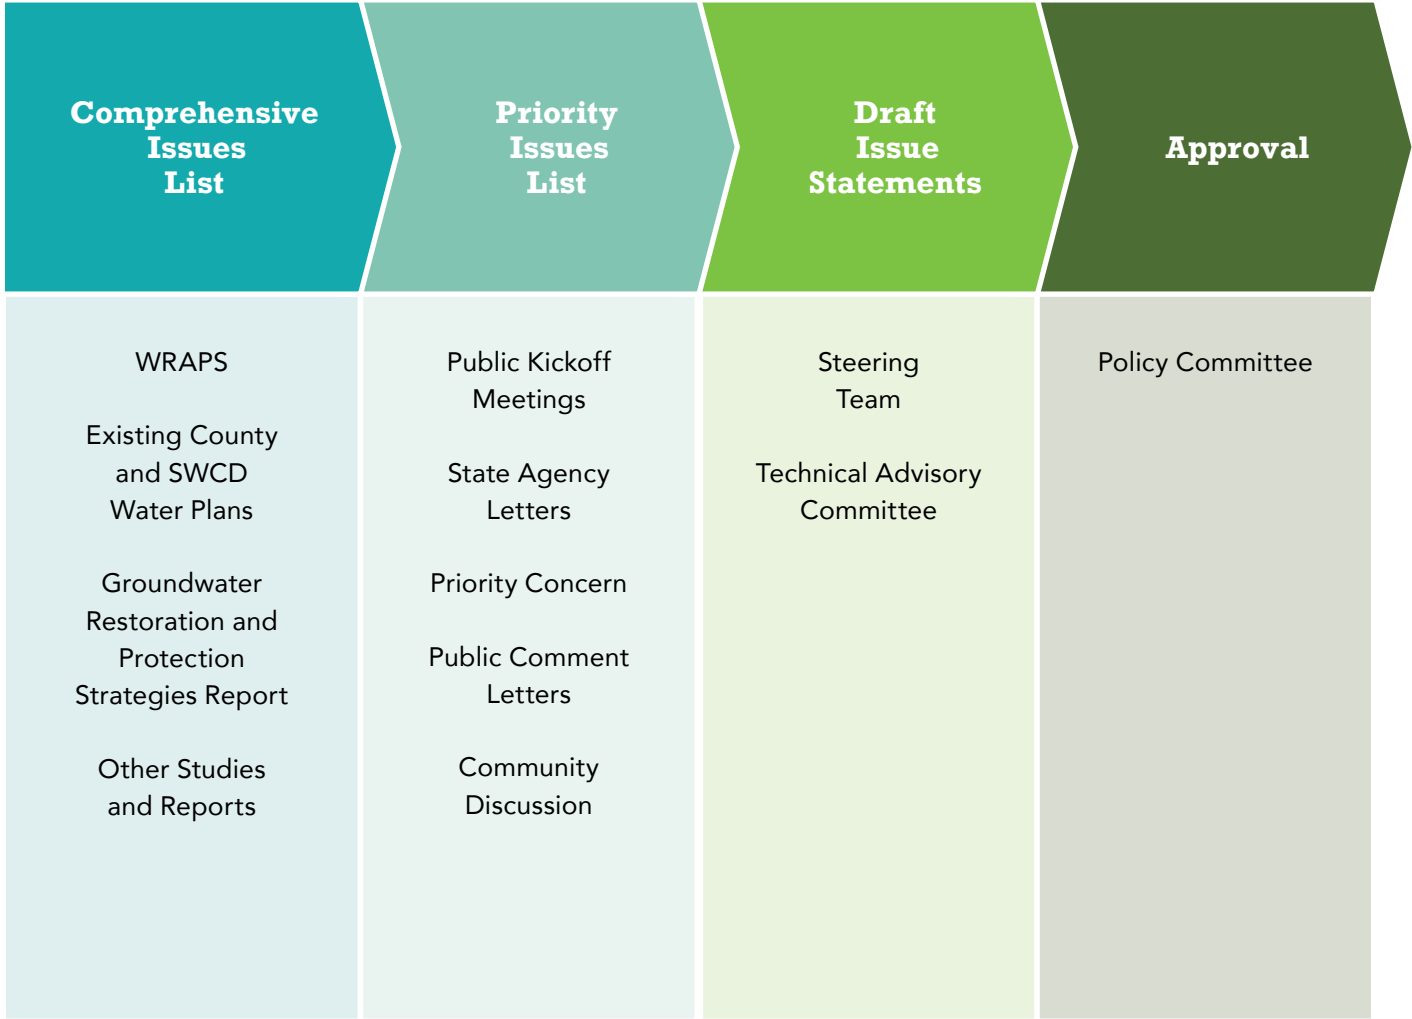 Comprehensive
Issues
List
Priority
Issues
List
Draft
Issue
Statements
Approval
WRAPS
Existing County
and SWCD
Water Plans
Groundwater
Restoration and
Protection
Strategies Report
Other Studies
and Reports
Public Kickoff
Meetings
State Agency
Letters
Priority Concern
Public Comment
Letters
Community
Discussion
Steering
Team
Technical Advisory
Committee
Policy Committee